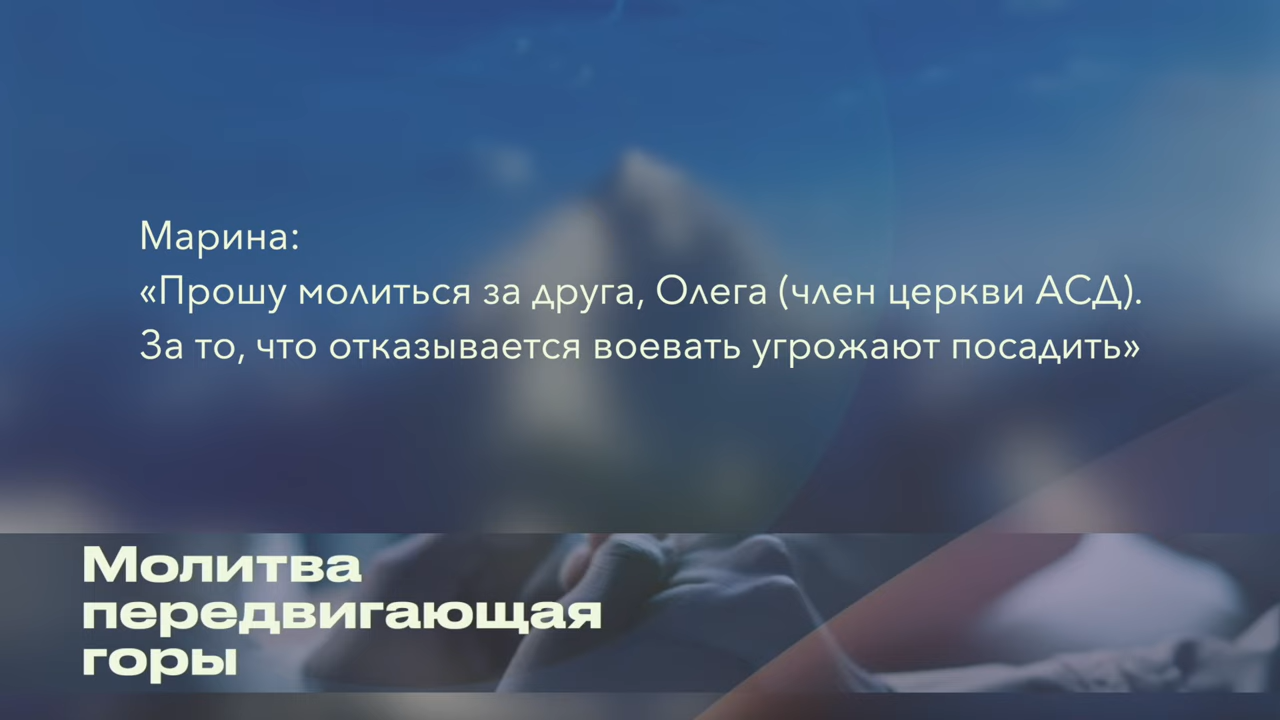 Марина:
«Прошу молиться за друга, Олега (член церкви АСД).
За то, что отказывается воевать угрожают посадить»
Молитва
передвигающая
горы